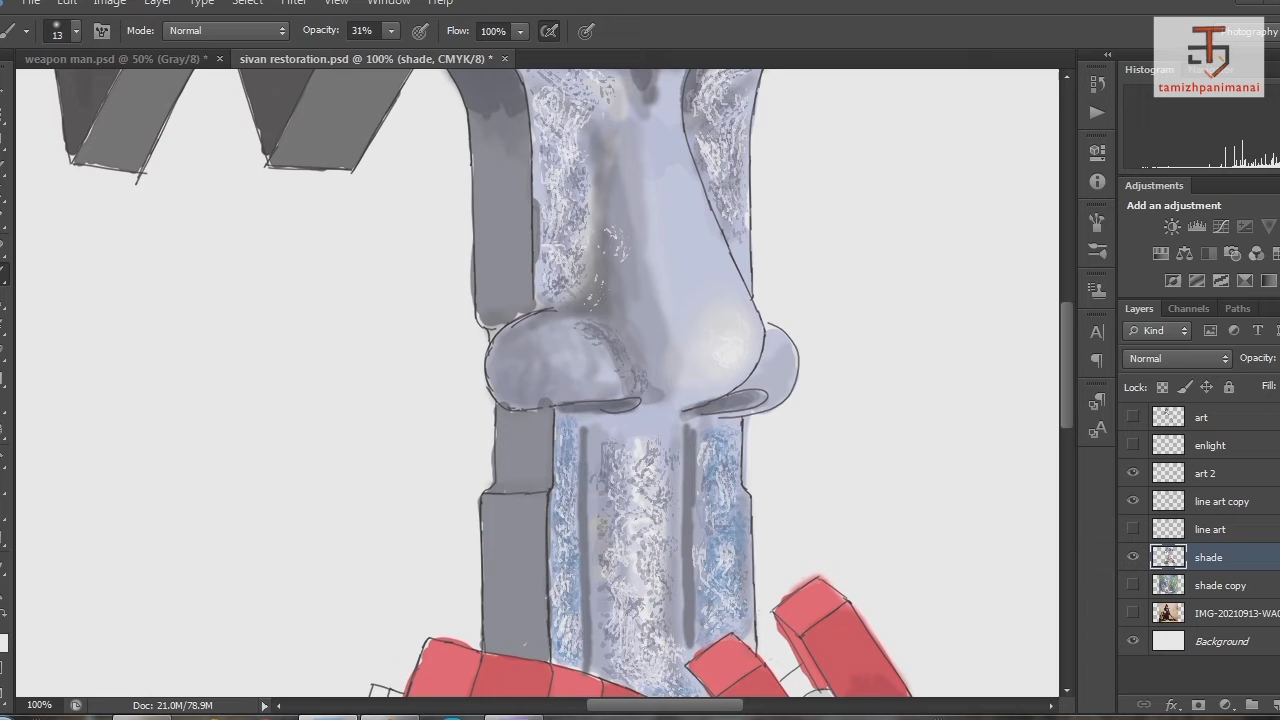 File Edit Image Layer Type Select Filter View Window Help
13 Mode: Normal Opacity: 31% Flow: 100%
Photography
weapon man.psd @ 50% (Gray/8) * × sivan restoration.psd @ 100% (shade, CMYK/8) * ×
Histogram
tamizhpanimanai
Adjustments
Add an adjustment
Layers Channels Paths
Kind
Normal Opacity:
Lock: Fill:
art
enlight
art 2
line art copy
line art
shade
shade copy
IMG-20210913-WA0
Background
100% Doc: 21.0M/78.9M